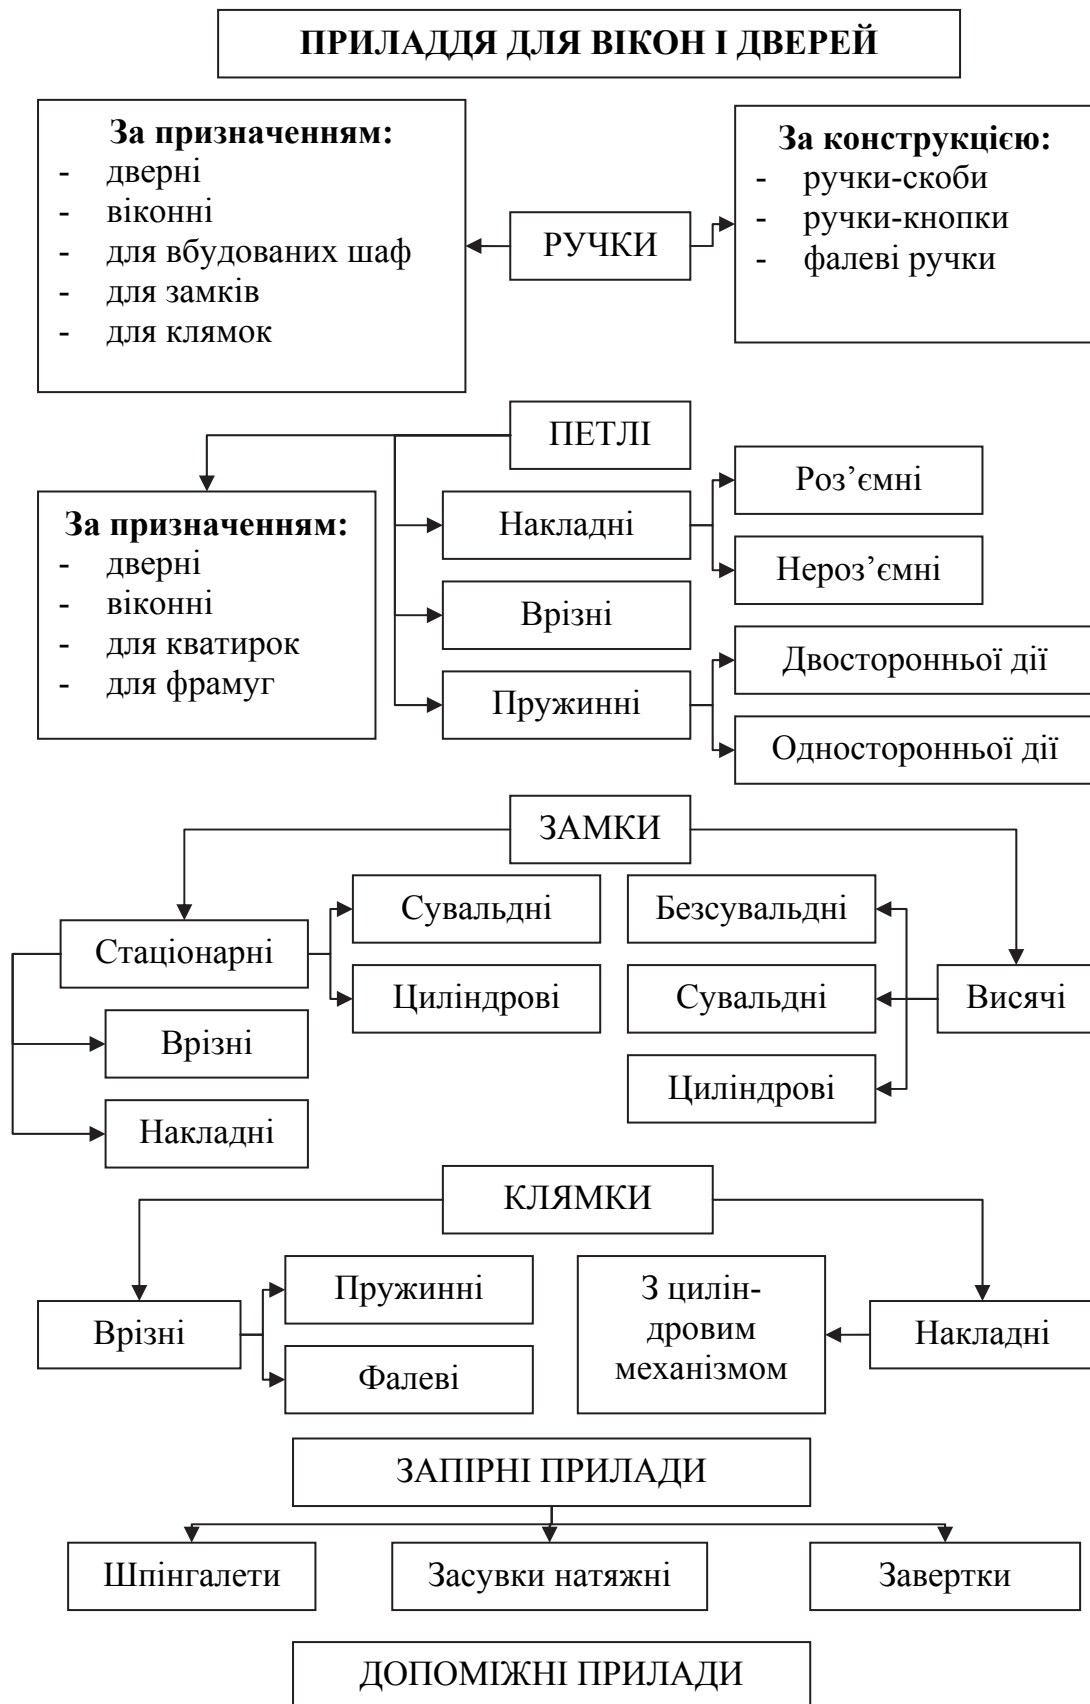 ПРИЛАДДЯ ДЛЯ ВІКОН І ДВЕРЕЙ
За призначенням:
- дверні
- віконні
- для вбудованих шаф
- для замків
- для клямок
РУЧКИ
За конструкцією:
- ручки-скоби
- ручки-кнопки
- фалеві ручки
ПЕТЛІ
За призначенням:
- дверні
- віконні
- для кватирок
- для фрамуг
Накладні
Роз’ємні
Нероз’ємні
Врізні
Пружинні
Двосторонньої дії
Односторонньої дії
ЗАМКИ
Стаціонарні
Сувальдні
Циліндрові
Врізні
Накладні
Безсувальдні
Сувальдні
Циліндрові
Висячі
КЛЯМКИ
Врізні
Пружинні
Фалеві
З цилін-
дровим
механізмом
Накладні
ЗАПІРНІ ПРИЛАДИ
Шпінгалети
Засувки натяжні
Завертки
ДОПОМІЖНІ ПРИЛАДИ